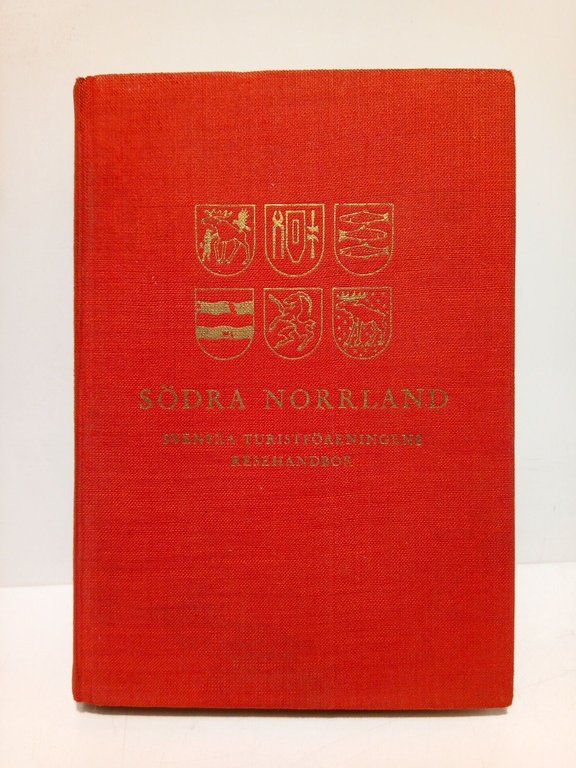 SÖDRA NORRLAND
SVENSKA TURISTFÖRENINGENS
RESEHANDBOK